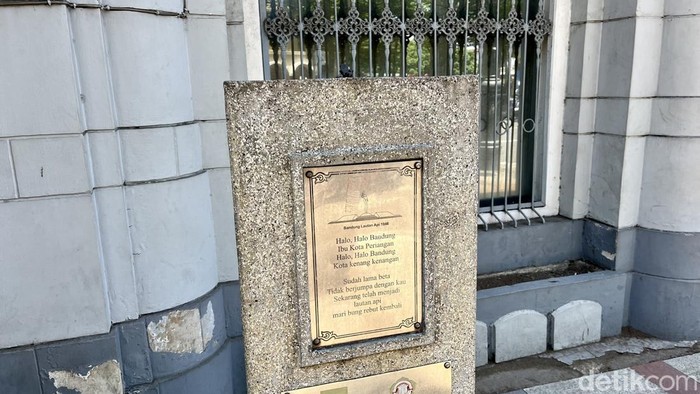 Bandung Lautan Api 1946
Halo, Halo Bandung
Ibu Kota Periangan
Halo, Halo Bandung
Kota kenang kenangan
Sudah lama beta
Tidak berjumpa dengan kau
Sekarang telah menjadi
lautan api
mari bung rebut kembali
detikcom